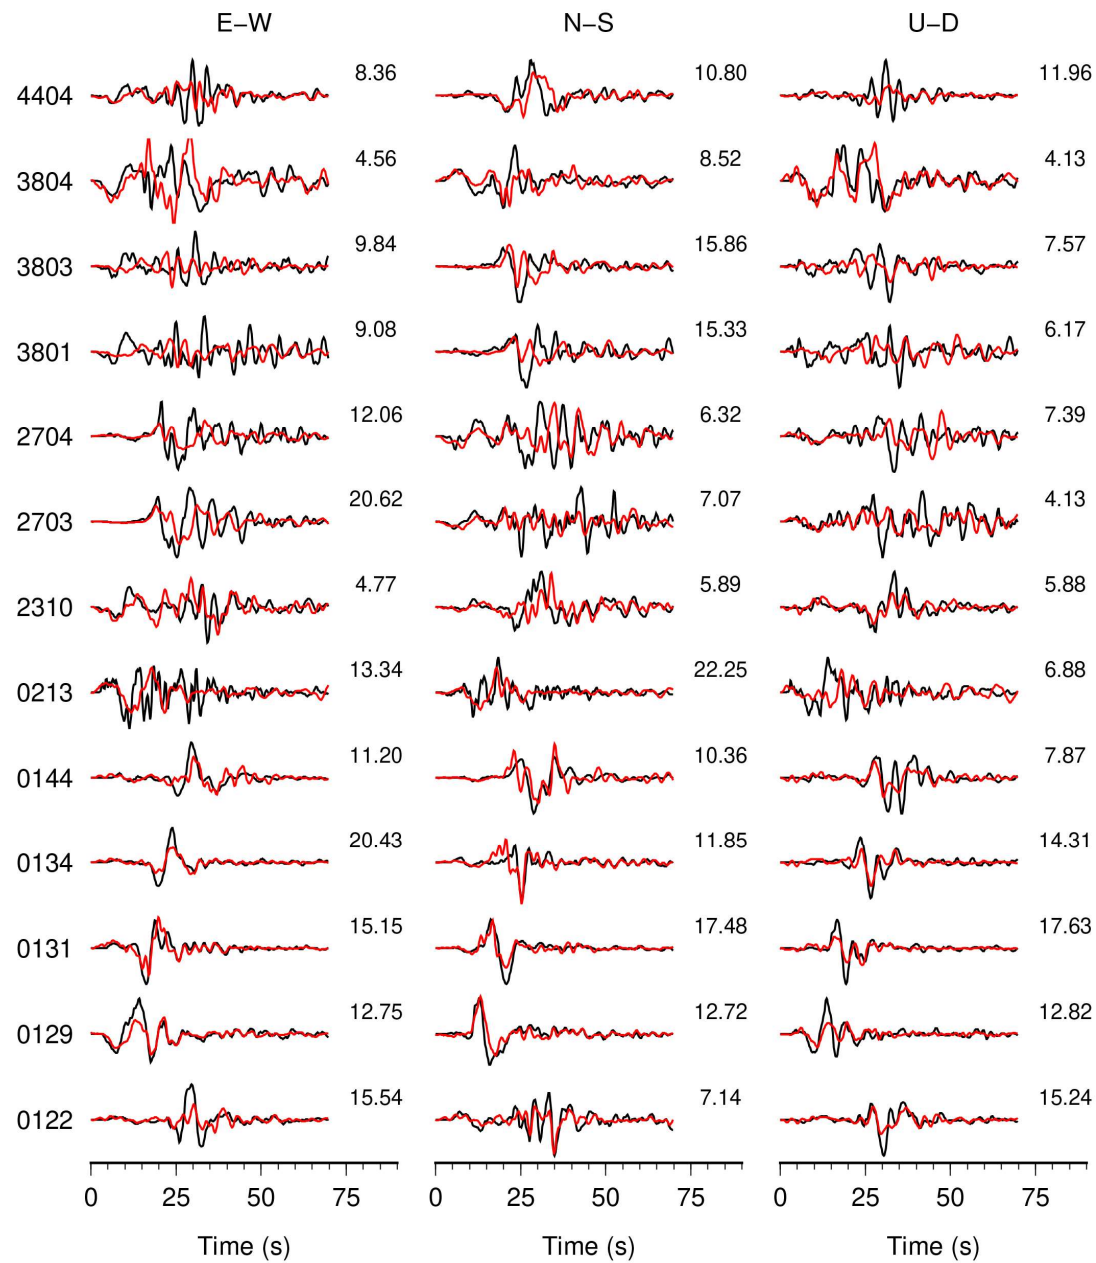 E−W N−S U−D
4404 8.36 10.80 11.96
3804 4.56 8.52 4.13
3803 9.84 15.86 7.57
3801 9.08 15.33 6.17
2704 12.06 6.32 7.39
2703 20.62 7.07 4.13
2310 4.77 5.89 5.88
0213 13.34 22.25 6.88
0144 11.20 10.36 7.87
0134 20.43 11.85 14.31
0131 15.15 17.48 17.63
0129 12.75 12.72 12.82
0122 15.54 7.14 15.24
0 25 50 75 0 25 50 75 0 25 50 75
Time (s) Time (s) Time (s)